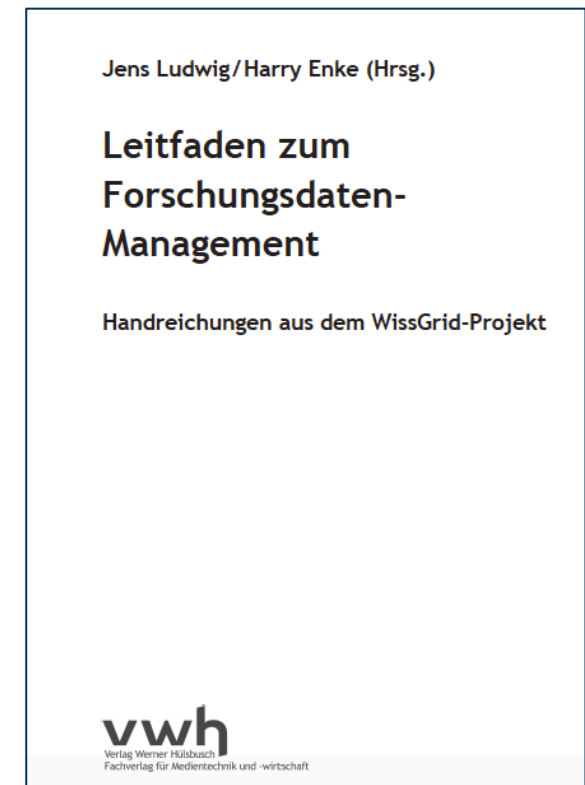 Jens Ludwig/Harry Enke (Hrsg.)
Leitfaden zum
Forschungsdaten-
Management
Handreichungen aus dem WissGrid-Projekt
vwh
Verlag Werner Hülsbusch
Fachverlag für Medientechnik und -wirtschaft